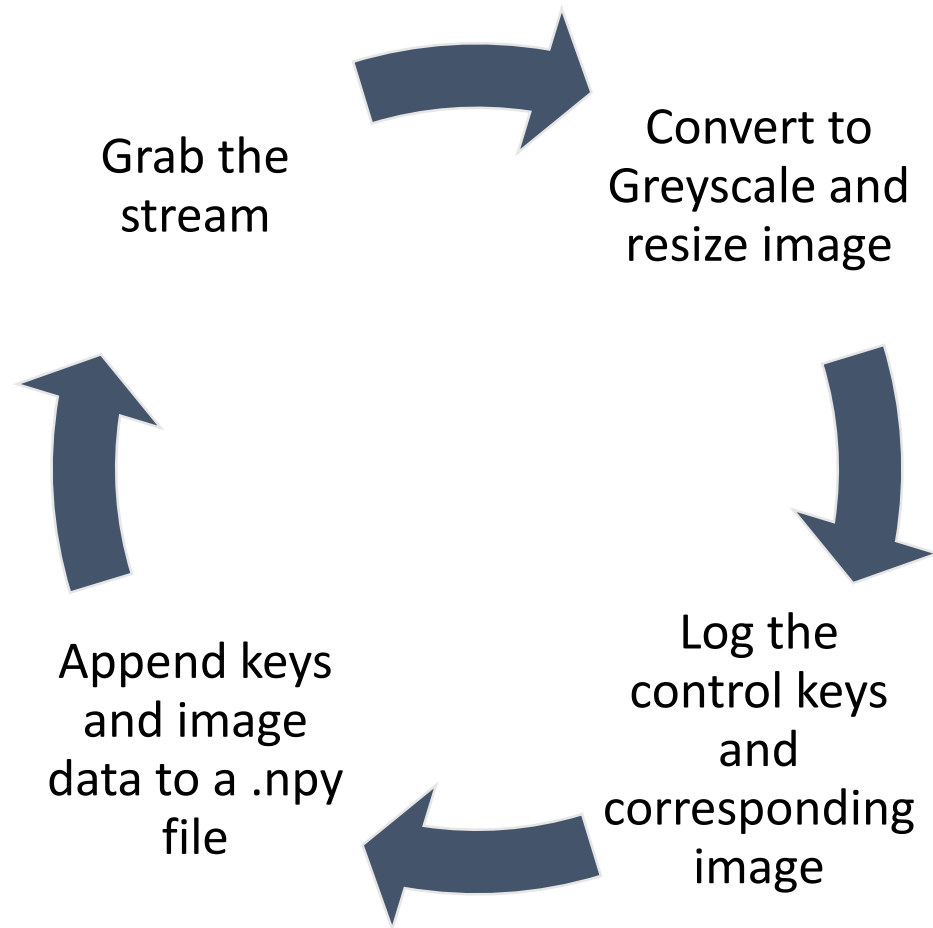 Grab the
stream
Convert to
Greyscale and
resize image
Log the
control keys
and
corresponding
image
Append keys
and image
data to a .npy
file